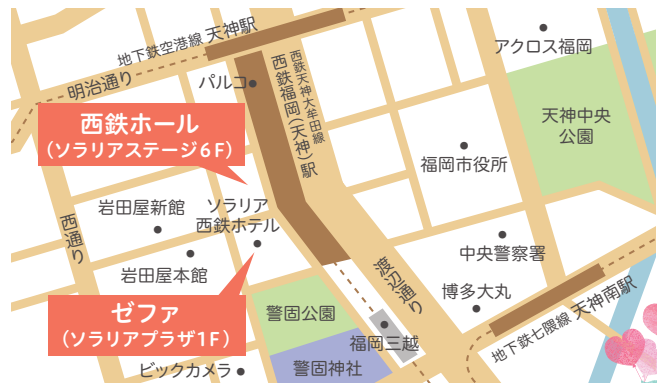 地下鉄空港線 天神駅
明治通り
パルコ
西鉄天神大牟田線
西鉄福岡(天神)駅
アクロス福岡
天神中央
公園
西鉄ホール
(ソラリアステージ6F)
福岡市役所
西通り
岩田屋新館
ソラリア
西鉄ホテル
岩田屋本館
中央警察署
渡辺通り
博多大丸
ゼファ
(ソラリアプラザ1F)
警固公園
福岡三越
地下鉄七隈線 天神南駅
ビックカメラ
警固神社